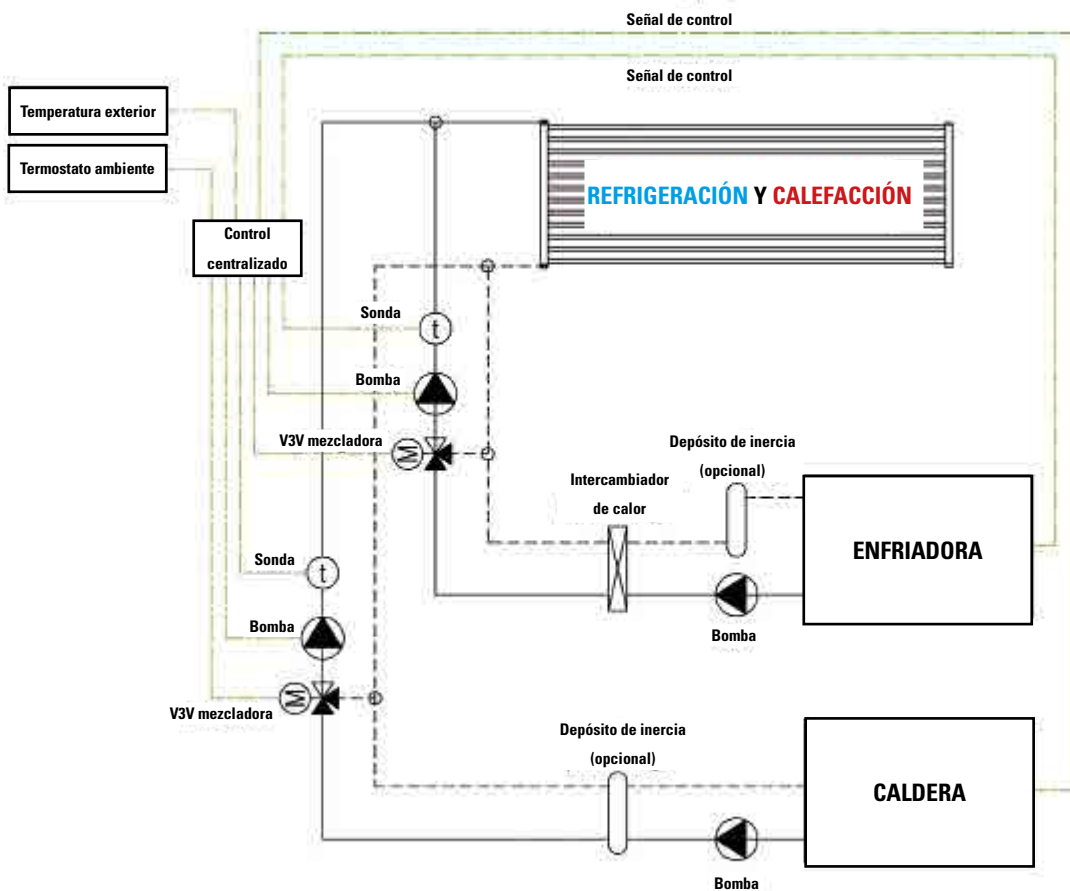 Señal de control
Señal de control
Temperatura exterior
Termostato ambiente
REFRIGERACIÓN Y CALEFACCIÓN
Control
centralizado
Sonda
t
Bomba
V3V mezcladora
M
Depósito de inercia
(opcional)
Intercambiador
de calor
ENFRIADORA
Sonda
t
Bomba
Bomba
V3V mezcladora
M
Depósito de inercia
(opcional)
CALDERA
Bomba